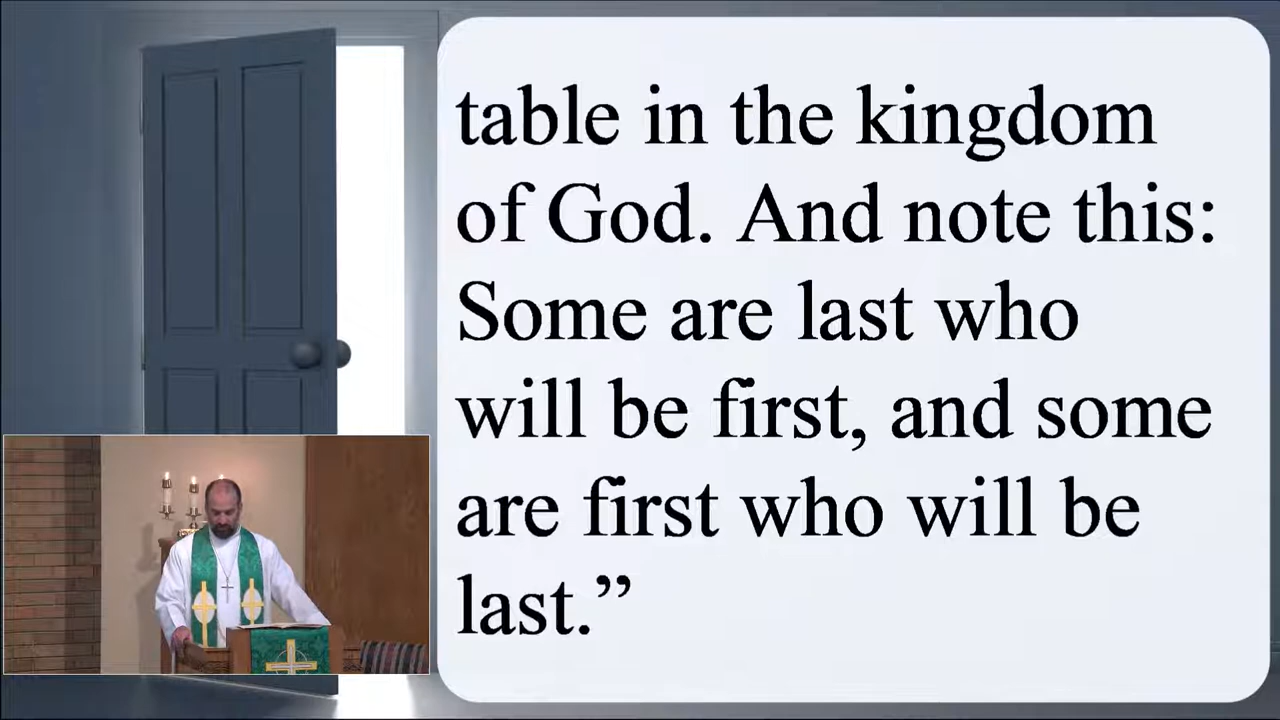 table in the kingdom
of God. And note this:
Some are last who
will be first, and some
are first who will be
last.”